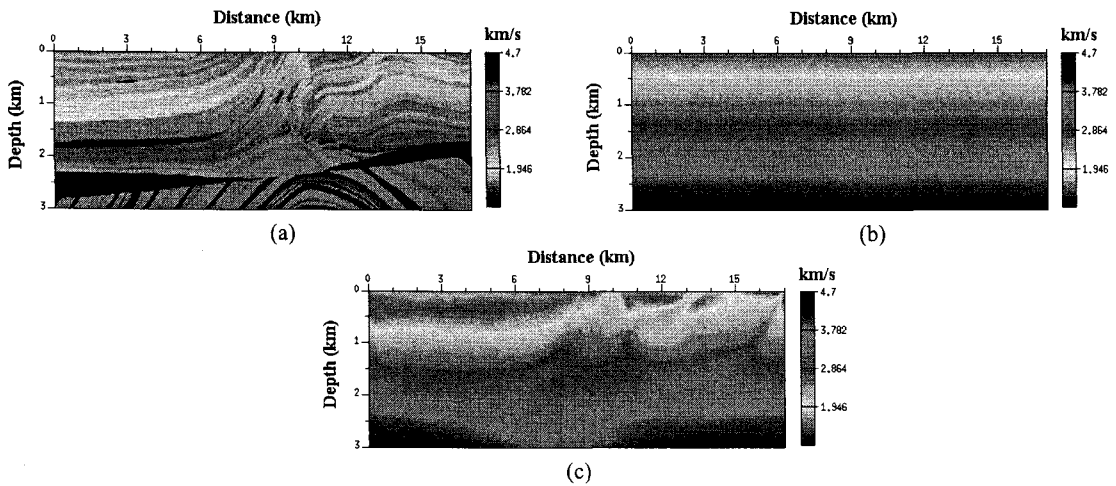 Distance (km)
0 3 6 9 12 15
Depth (km)
0
1
2
3
km/s
4.7
3.782
2.864
1.946
(a)
Distance (km)
0 3 6 9 12 15
Depth (km)
0
1
2
3
km/s
4.7
3.782
2.864
1.946
(b)
Distance (km)
0 3 6 9 12 15
Depth (km)
0
1
2
3
km/s
4.7
3.782
2.864
1.946
(c)